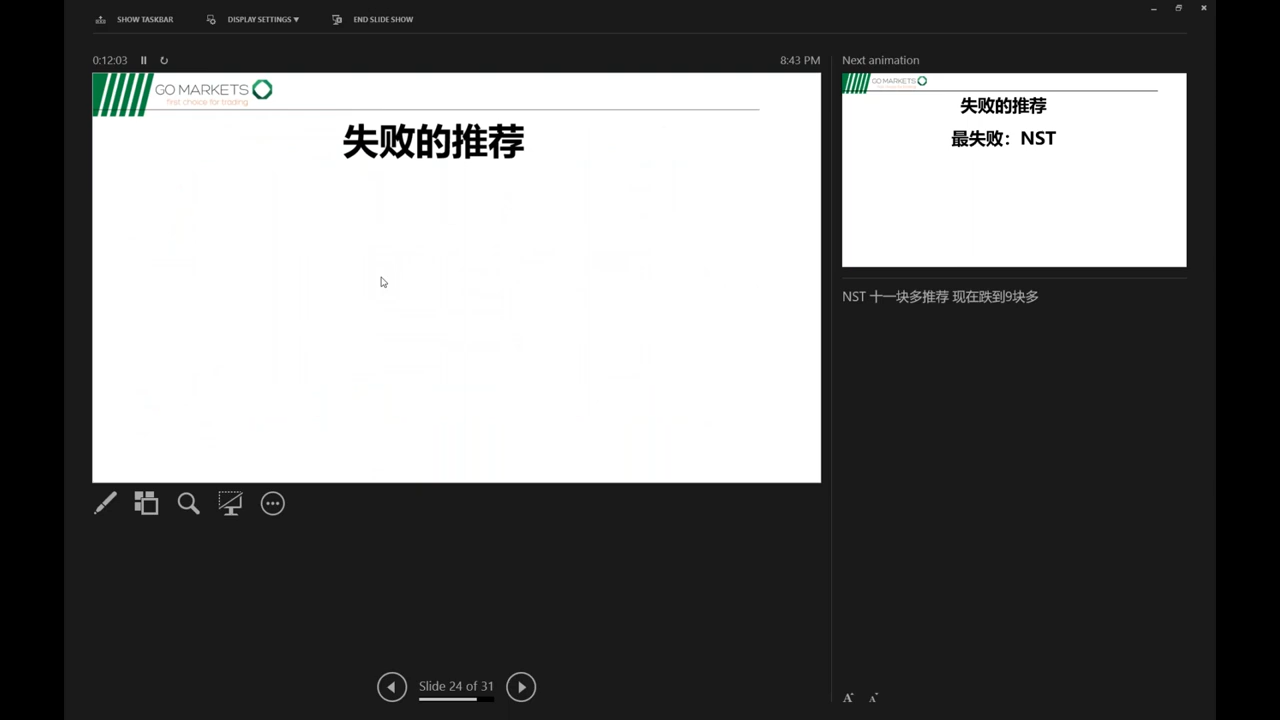 SHOW TASKBAR
DISPLAY SETTINGS ▼
END SLIDE SHOW
0:12:03
8:43 PM
GO MARKETS
first choice for trading
失败的推荐
Slide 24 of 31
Next animation
GO MARKETS
失败的推荐
最失败：NST
NST 十一块多推荐 现在跌到9块多